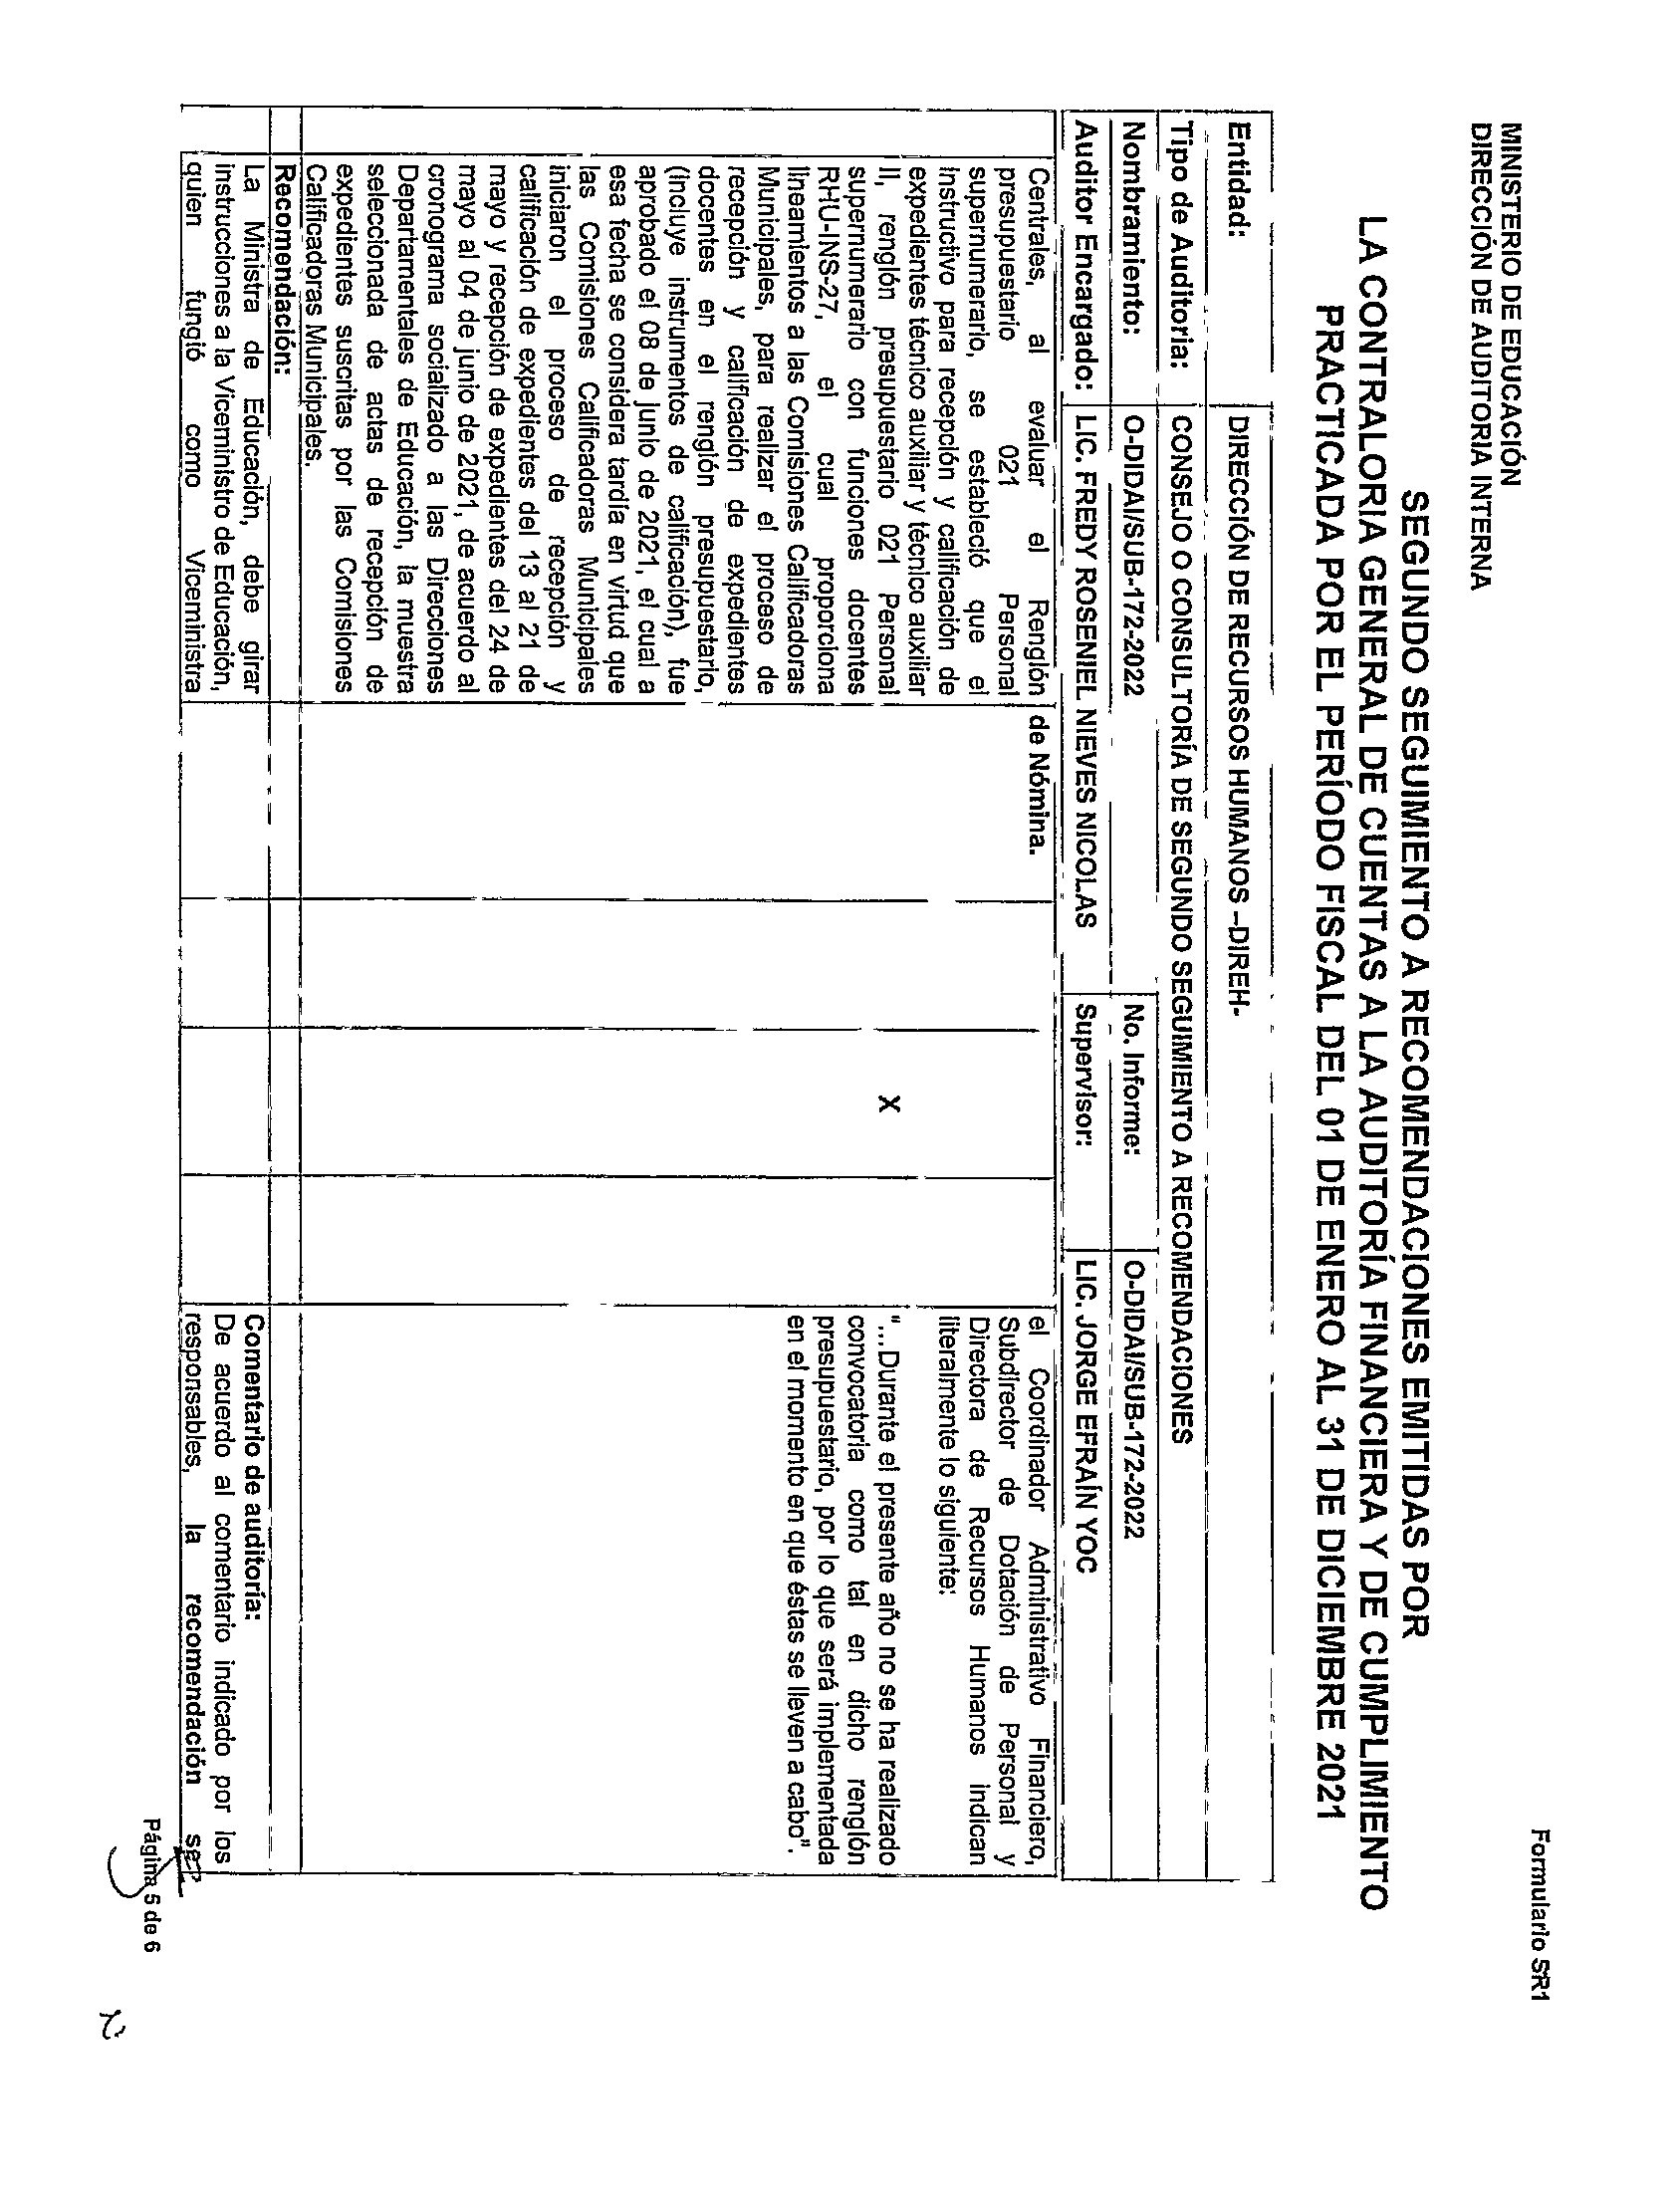 Formulario SR1
MINISTERIO DE EDUCACIÓN
DIRECCIÓN DE AUDITORIA INTERNA
SEGUNDO SEGUIMIENTO A RECOMENDACIONES EMITIDAS POR
LA CONTRALORIA GENERAL DE CUENTAS A LA AUDITORÍA FINANCIERA Y DE CUMPLIMIENTO
PRACTICADA POR EL PERÍODO FISCAL DEL 01 DE ENERO AL 31 DE DICIEMBRE 2021
Entidad: DIRECCIÓN DE RECURSOS HUMANOS –DIREH-
Tipo de Auditoria: CONSEJO O CONSULTORÍA DE SEGUNDO SEGUIMIENTO A RECOMENDACIONES
Nombramiento: O-DIDAI/SUB-172-2022 No. Informe: O-DIDAI/SUB-172-2022
Auditor Encargado: LIC. FREDY ROSENIEL NIEVES NICOLAS Supervisor: LIC. JORGE EFRAÍN YOC
Centrales, al evaluar el Renglón
presupuestario 021 Personal
supernumerario, se estableció que el
Instructivo para recepción y calificación de
expedientes técnico auxiliar y técnico auxiliar
II, renglón presupuestario 021 Personal
supernumerario con funciones docentes
RHU-INS-27, el cual proporciona
lineamientos a las Comisiones Calificadoras
Municipales, para realizar el proceso de
recepción y calificación de expedientes
docentes en el renglón presupuestario,
(incluye instrumentos de calificación), fue
aprobado el 08 de junio de 2021, el cual a
esa fecha se considera tardía en virtud que
las Comisiones Calificadoras Municipales
iniciaron el proceso de recepción y
calificación de expedientes del 13 al 21 de
mayo y recepción de expedientes del 24 de
mayo al 04 de junio de 2021, de acuerdo al
cronograma socializado a las Direcciones
Departamentales de Educación, la muestra
seleccionada de actas de recepción de
expedientes suscritas por las Comisiones
Calificadoras Municipales.
Recomendación:
La Ministra de Educación, debe girar
instrucciones a la Viceministro de Educación,
quien fungió como Viceministra
de Nómina.
X
el Coordinador Administrativo Financiero,
Subdirector de Dotación de Personal y
Directora de Recursos Humanos indican
literalmente lo siguiente:
"...Durante el presente año no se ha realizado
convocatoria como tal en dicho renglón
presupuestario, por lo que será implementada
en el momento en que éstas se lleven a cabo".
Comentario de auditoría:
De acuerdo al comentario indicado por los
responsables, la recomendación se
Página 5 de 6